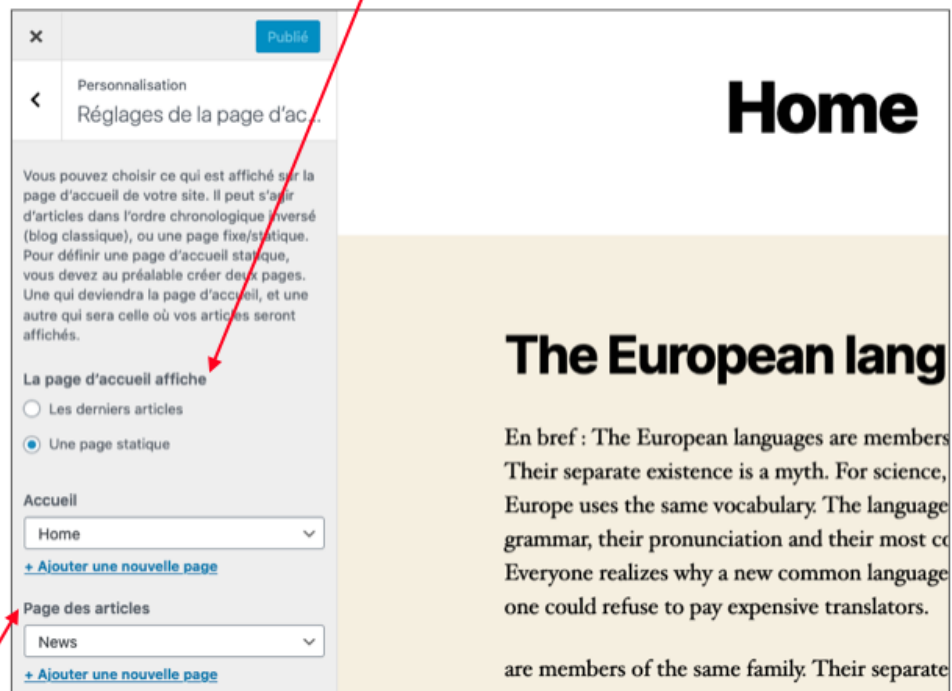 Publié
Personnalisation
Réglages de la page d'ac...
Vous pouvez choisir ce qui est affiché sur la
page d'accueil de votre site. Il peut s'agir
d'articles dans l'ordre chronologique inversé
(blog classique), ou une page fixe/statique.
Pour définir une page d'accueil statique,
vous devez au préalable créer deux pages.
Une qui deviendra la page d'accueil, et une
autre qui sera celle où vos articles seront
affichés.
La page d'accueil affiche
Les derniers articles
Une page statique
Accueil
Home
+ Ajouter une nouvelle page
Page des articles
News
+ Ajouter une nouvelle page
Home
The European lang
En bref : The European languages are members
Their separate existence is a myth. For science,
Europe uses the same vocabulary. The language
grammar, their pronunciation and their most co
Everyone realizes why a new common language
one could refuse to pay expensive translators.
are members of the same family. Their separate